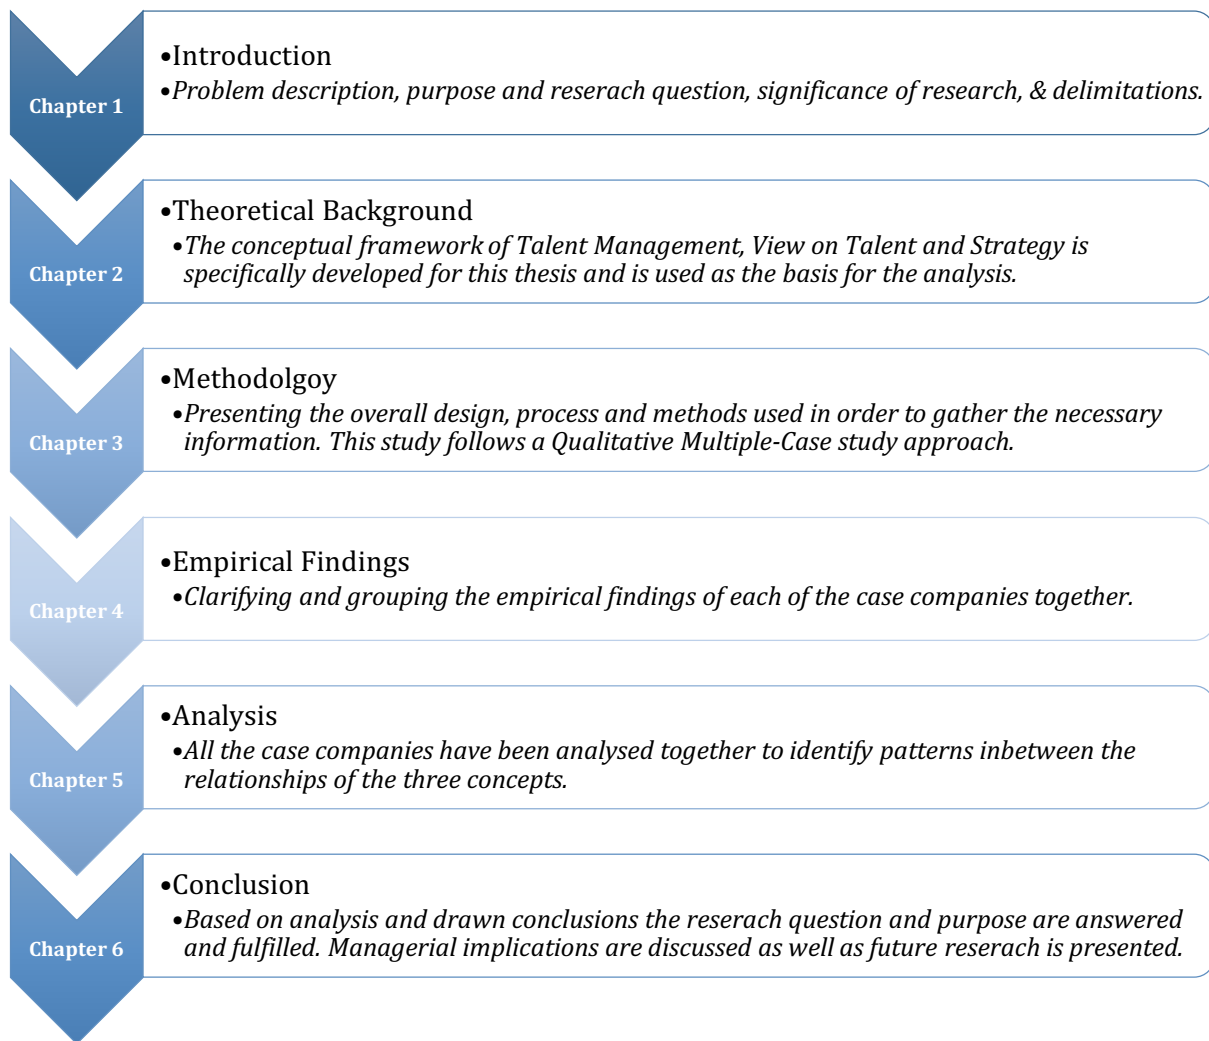 Chapter 1
•Introduction
•Problem description, purpose and reserach question, significance of research, & delimitations.
Chapter 2
•Theoretical Background
•The conceptual framework of Talent Management, View on Talent and Strategy is
specifically developed for this thesis and is used as the basis for the analysis.
Chapter 3
•Methodolgoy
•Presenting the overall design, process and methods used in order to gather the necessary
information. This study follows a Qualitative Multiple-Case study approach.
Chapter 4
•Empirical Findings
•Clarifying and grouping the empirical findings of each of the case companies together.
Chapter 5
•Analysis
•All the case companies have been analysed together to identify patterns inbetween the
relationships of the three concepts.
Chapter 6
•Conclusion
•Based on analysis and drawn conclusions the reserach question and purpose are answered
and fulfilled. Managerial implications are discussed as well as future reserach is presented.